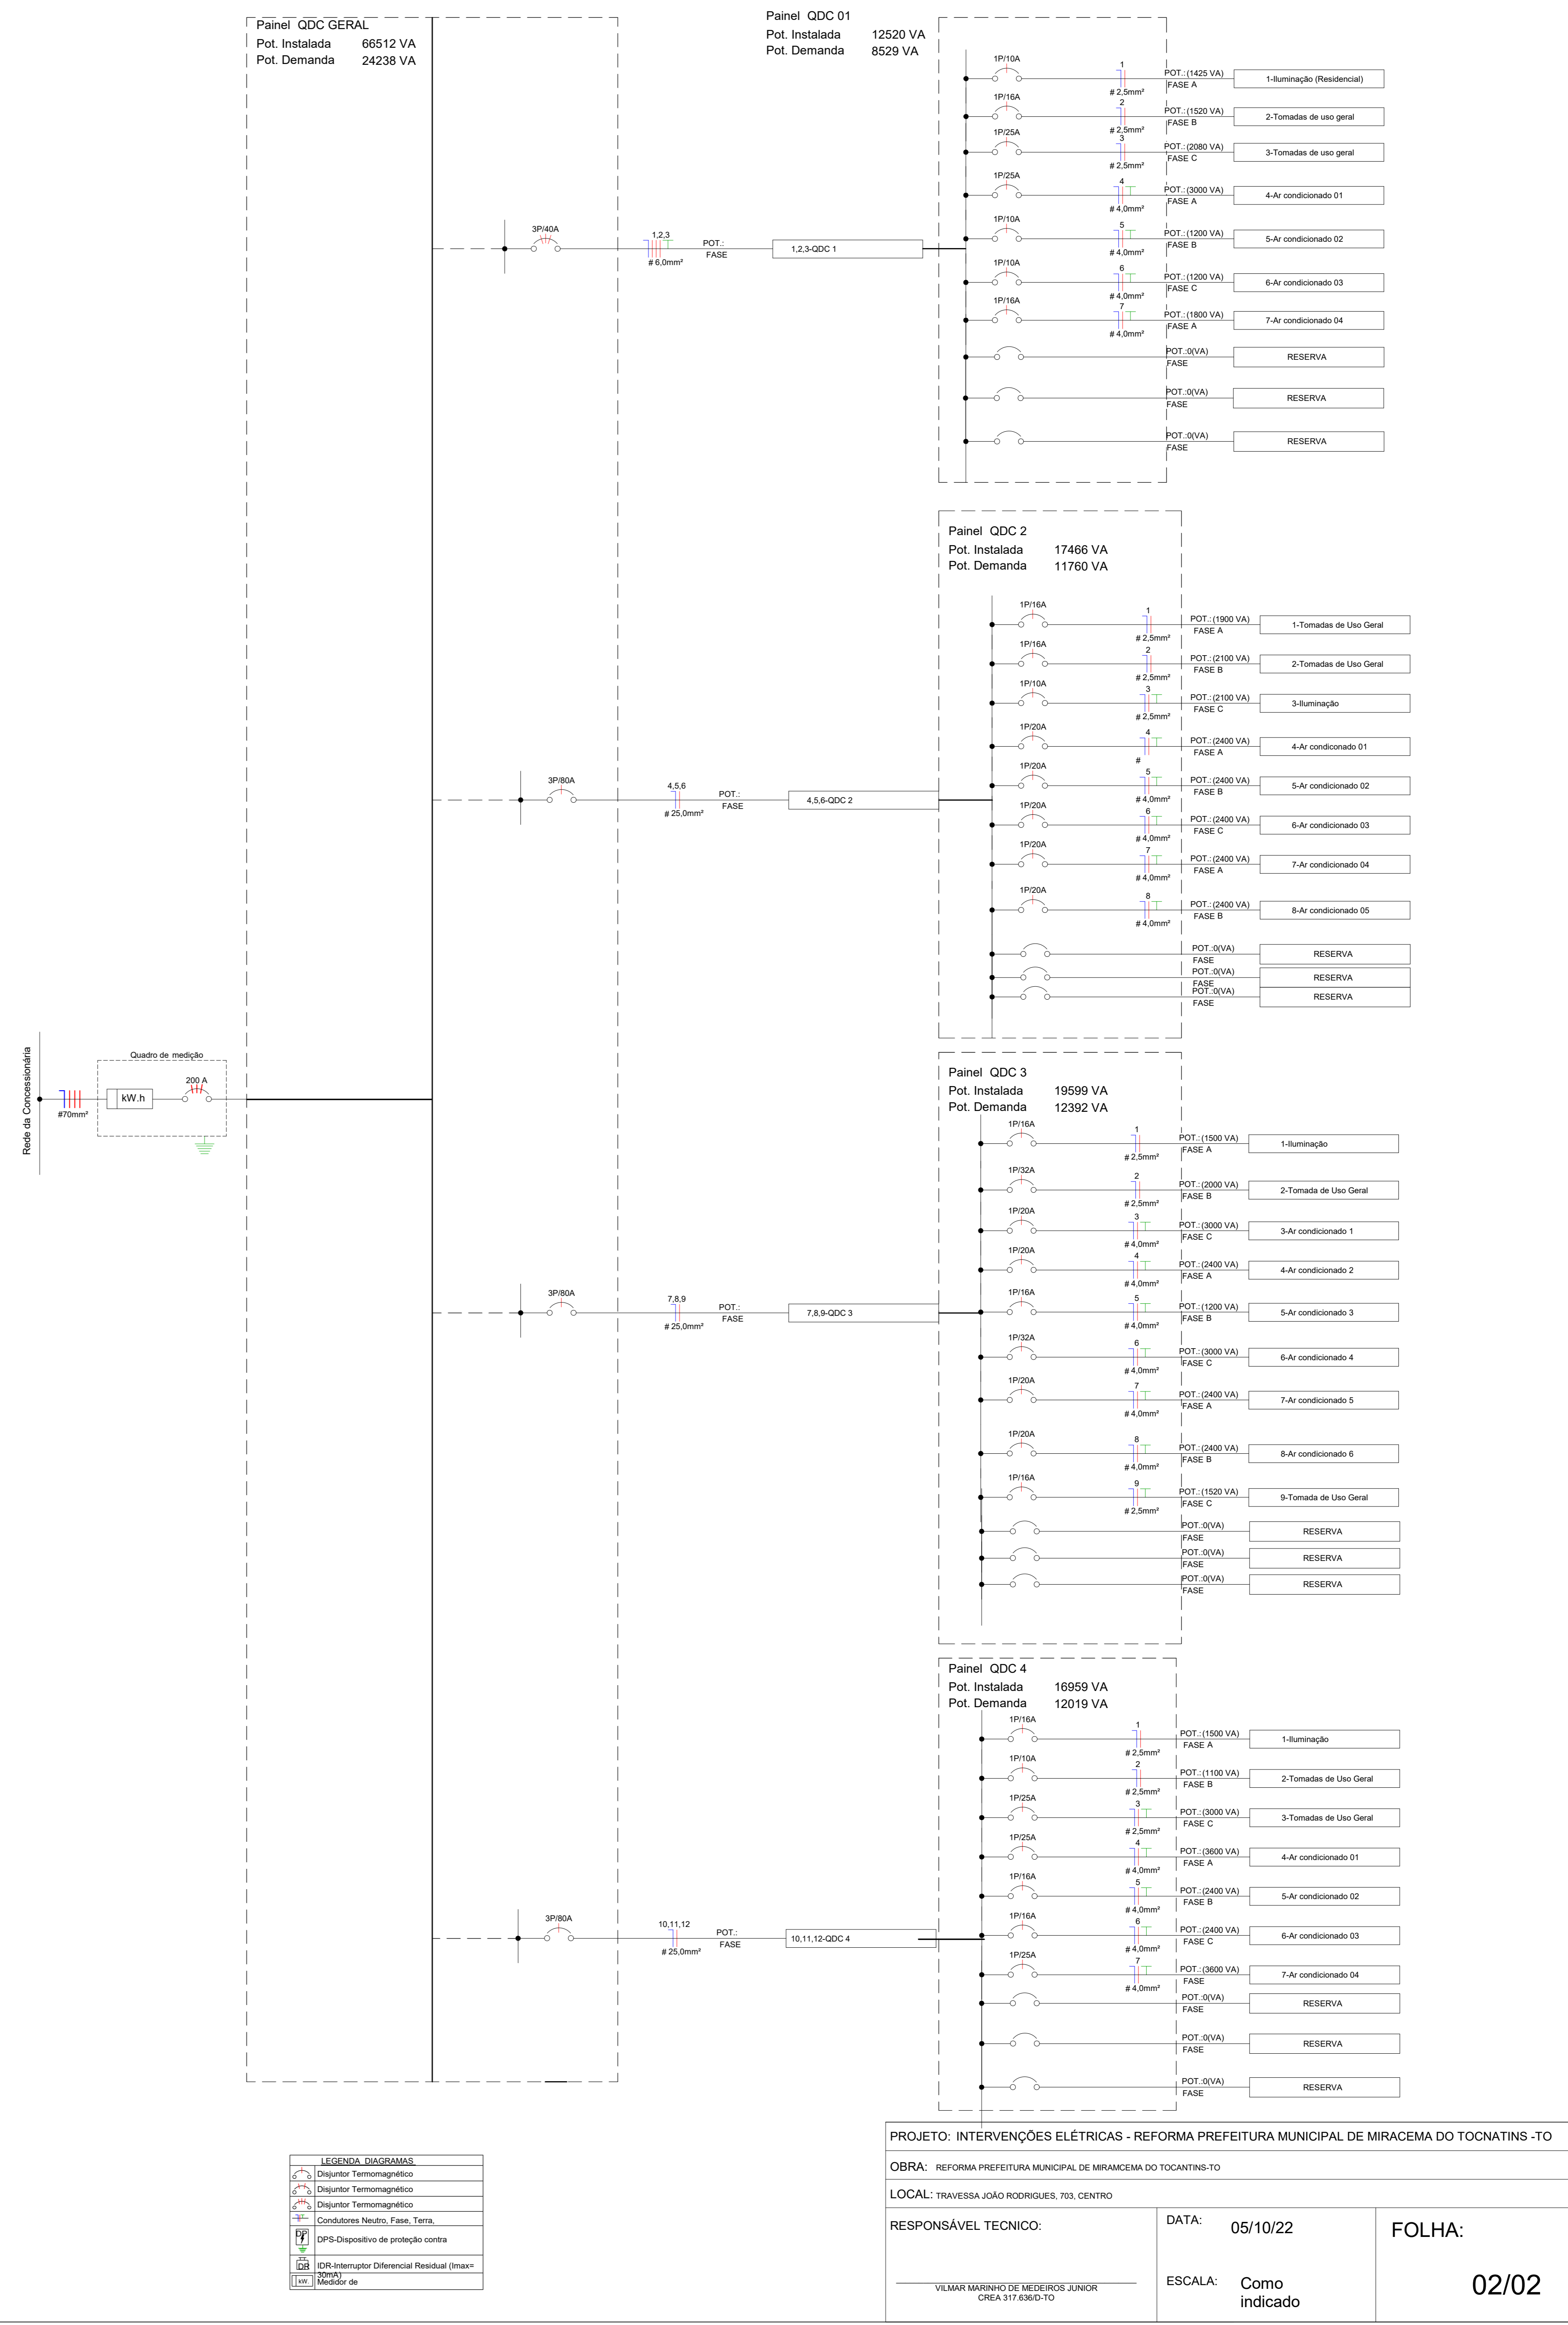 Painel QDC GERAL
Pot. Instalada 66512 VA
Pot. Demanda 24238 VA
Painel QDC 01
Pot. Instalada 12520 VA
Pot. Demanda 8529 VA
1P/10A
1
POT.: (1425 VA)
# 2,5mm²
FASE A
1-Iluminação (Residencial)
1P/16A
2
POT.: (1520 VA)
# 2,5mm²
FASE B
2-Tomadas de uso geral
1P/25A
3
POT.: (2080 VA)
# 2,5mm²
FASE C
3-Tomadas de uso geral
1P/25A
4
POT.: (3000 VA)
# 4,0mm²
FASE A
4-Ar condicionado 01
1P/10A
5
POT.: (1200 VA)
# 4,0mm²
FASE B
5-Ar condicionado 02
1P/10A
6
POT.: (1200 VA)
# 4,0mm²
FASE C
6-Ar condicionado 03
1P/16A
7
POT.: (1800 VA)
# 4,0mm²
FASE A
7-Ar condicionado 04
POT.:0(VA)
FASE
RESERVA
POT.:0(VA)
FASE
RESERVA
POT.:0(VA)
FASE
RESERVA
3P/40A
1,2,3
# 6,0mm²
POT.:
FASE
1,2,3-QDC 1
Painel QDC 2
Pot. Instalada 17466 VA
Pot. Demanda 11760 VA
1P/16A
1
POT.: (1900 VA)
# 2,5mm²
FASE A
1-Tomadas de Uso Geral
1P/16A
2
POT.: (2100 VA)
# 2,5mm²
FASE B
2-Tomadas de Uso Geral
1P/10A
3
POT.: (2100 VA)
# 2,5mm²
FASE C
3-Iluminação
1P/20A
4
POT.: (2400 VA)
#
FASE A
4-Ar condiconado 01
1P/20A
5
POT.: (2400 VA)
# 4,0mm²
FASE B
5-Ar condicionado 02
1P/20A
6
POT.: (2400 VA)
# 4,0mm²
FASE C
6-Ar condicionado 03
1P/20A
7
POT.: (2400 VA)
# 4,0mm²
FASE A
7-Ar condicionado 04
1P/20A
8
POT.: (2400 VA)
# 4,0mm²
FASE B
8-Ar condicionado 05
POT.:0(VA)
FASE
RESERVA
POT.:0(VA)
FASE
RESERVA
POT.:0(VA)
FASE
RESERVA
3P/80A
4,5,6
# 25,0mm²
POT.:
FASE
4,5,6-QDC 2
Rede da Concessionária
#70mm²
Quadro de medição
kW.h
200 A
Painel QDC 3
Pot. Instalada 19599 VA
Pot. Demanda 12392 VA
1P/16A
1
POT.: (1500 VA)
# 2,5mm²
FASE A
1-Iluminação
1P/32A
2
POT.: (2000 VA)
# 2,5mm²
FASE B
2-Tomada de Uso Geral
1P/20A
3
POT.: (3000 VA)
# 4,0mm²
FASE C
3-Ar condicionado 1
1P/20A
4
POT.: (2400 VA)
# 4,0mm²
FASE A
4-Ar condicionado 2
1P/16A
5
POT.: (1200 VA)
# 4,0mm²
FASE B
5-Ar condicionado 3
1P/32A
6
POT.: (3000 VA)
# 4,0mm²
FASE C
6-Ar condicionado 4
1P/20A
7
POT.: (2400 VA)
# 4,0mm²
FASE A
7-Ar condicionado 5
1P/20A
8
POT.: (2400 VA)
# 4,0mm²
FASE B
8-Ar condicionado 6
1P/16A
9
POT.: (1520 VA)
# 2,5mm²
FASE C
9-Tomada de Uso Geral
POT.:0(VA)
FASE
RESERVA
POT.:0(VA)
FASE
RESERVA
POT.:0(VA)
FASE
RESERVA
3P/80A
7,8,9
# 25,0mm²
POT.:
FASE
7,8,9-QDC 3
Painel QDC 4
Pot. Instalada 16959 VA
Pot. Demanda 12019 VA
1P/16A
1
POT.: (1500 VA)
# 2,5mm²
FASE A
1-Iluminação
1P/10A
2
POT.: (1100 VA)
# 2,5mm²
FASE B
2-Tomadas de Uso Geral
1P/25A
3
POT.: (3000 VA)
# 2,5mm²
FASE C
3-Tomadas de Uso Geral
1P/25A
4
POT.: (3600 VA)
# 4,0mm²
FASE A
4-Ar condicionado 01
1P/16A
5
POT.: (2400 VA)
# 4,0mm²
FASE B
5-Ar condicionado 02
1P/16A
6
POT.: (2400 VA)
# 4,0mm²
FASE C
6-Ar condicionado 03
1P/25A
7
POT.: (3600 VA)
# 4,0mm²
FASE
7-Ar condicionado 04
POT.:0(VA)
FASE
RESERVA
POT.:0(VA)
FASE
RESERVA
POT.:0(VA)
FASE
RESERVA
3P/80A
10,11,12
# 25,0mm²
POT.:
FASE
10,11,12-QDC 4
LEGENDA DIAGRAMAS
Disjuntor Termomagnético
Disjuntor Termomagnético
Disjuntor Termomagnético
Condutores Neutro, Fase, Terra,
DP
DPS-Dispositivo de proteção contra
DR
IDR-Interruptor Diferencial Residual (Imax=
30mA)
kW.
Medidor de
PROJETO: INTERVENÇÕES ELÉTRICAS - REFORMA PREFEITURA MUNICIPAL DE MIRACEMA DO TOCNATINS -TO
OBRA: REFORMA PREFEITURA MUNICIPAL DE MIRAMCEMA DO TOCANTINS-TO
LOCAL: TRAVESSA JOÃO RODRIGUES, 703, CENTRO
RESPONSÁVEL TECNICO:
VILMAR MARINHO DE MEDEIROS JUNIOR
CREA 317.636/D-TO
DATA: 05/10/22
ESCALA: Como
indicado
FOLHA:
02/02